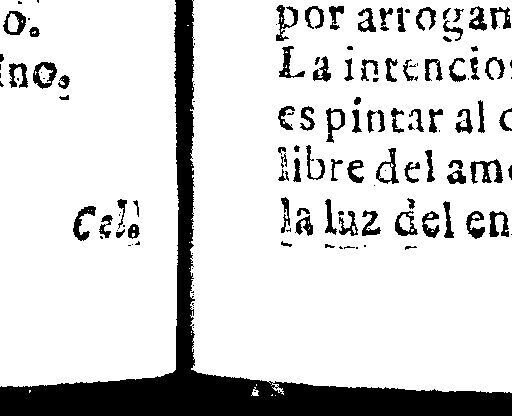 o.
ino.
Cel.
por arrogan
La intencio
es pintar al c
libre del am
la luz del en